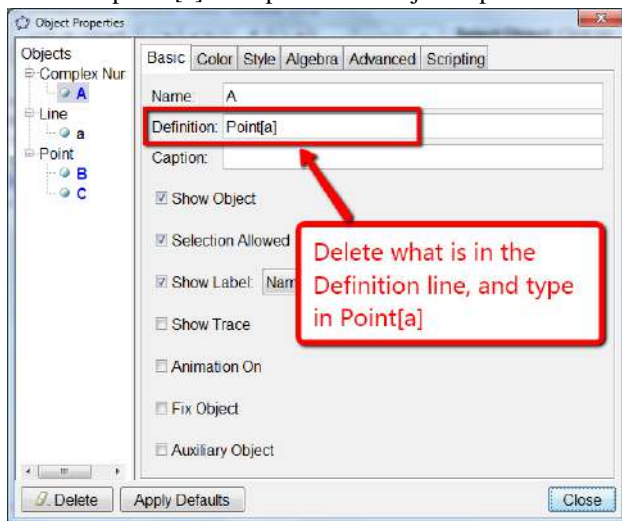 Object Properties
Objects
Complex Nur
A
Line
a
Point
B
C
Basic Color Style Algebra Advanced Scripting
Name: A
Definition: Point[a]
Caption:
Show Object
Selection Allowed
Show Label: Nam
Show Trace
Animation On
Fix Object
Auxiliary Object
Delete what is in the
Definition line, and type
in Point[a]
Delete Apply Defaults Close